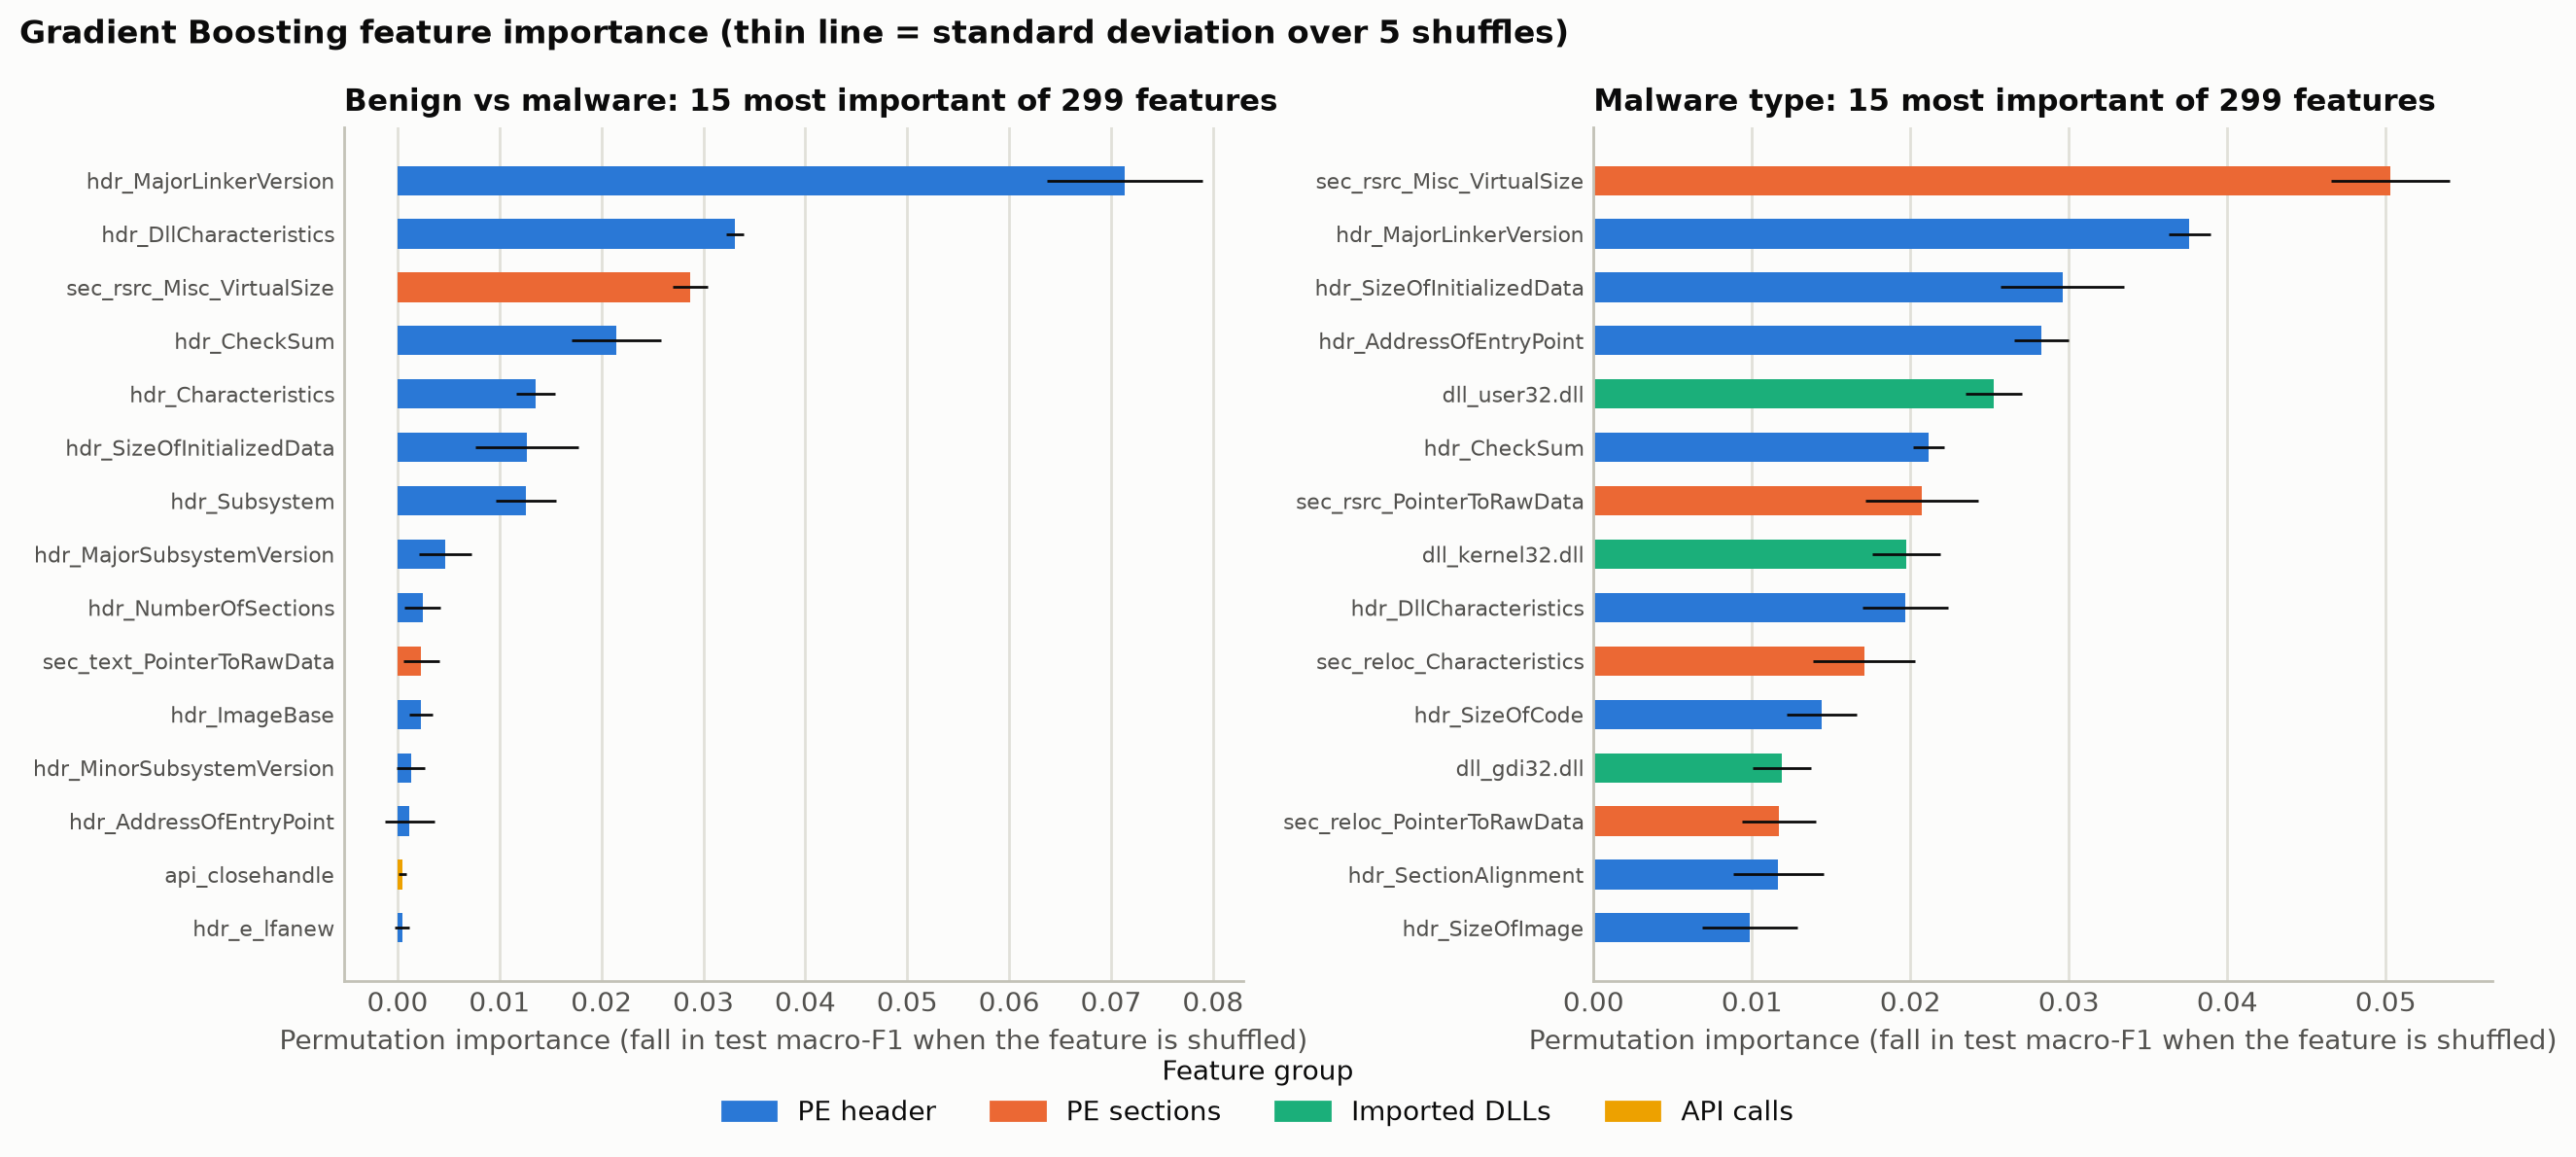 Gradient Boosting feature importance (thin line = standard deviation over 5 shuffles)
Benign vs malware: 15 most important of 299 features
hdr_MajorLinkerVersion
hdr_DllCharacteristics
sec_rsrc_Misc_VirtualSize
hdr_CheckSum
hdr_Characteristics
hdr_SizeOfInitializedData
hdr_Subsystem
hdr_MajorSubsystemVersion
hdr_NumberOfSections
sec_text_PointerToRawData
hdr_ImageBase
hdr_MinorSubsystemVersion
hdr_AddressOfEntryPoint
api_closehandle
hdr_e_lfanew
0.00 0.01 0.02 0.03 0.04 0.05 0.06 0.07 0.08
Permutation importance (fall in test macro-F1 when the feature is shuffled)
Malware type: 15 most important of 299 features
sec_rsrc_Misc_VirtualSize
hdr_MajorLinkerVersion
hdr_SizeOfInitializedData
hdr_AddressOfEntryPoint
dll_user32.dll
hdr_CheckSum
sec_rsrc_PointerToRawData
dll_kernel32.dll
hdr_DllCharacteristics
sec_reloc_Characteristics
hdr_SizeOfCode
dll_gdi32.dll
sec_reloc_PointerToRawData
hdr_SectionAlignment
hdr_SizeOfImage
0.00 0.01 0.02 0.03 0.04 0.05
Permutation importance (fall in test macro-F1 when the feature is shuffled)
Feature group
PE header PE sections Imported DLLs API calls